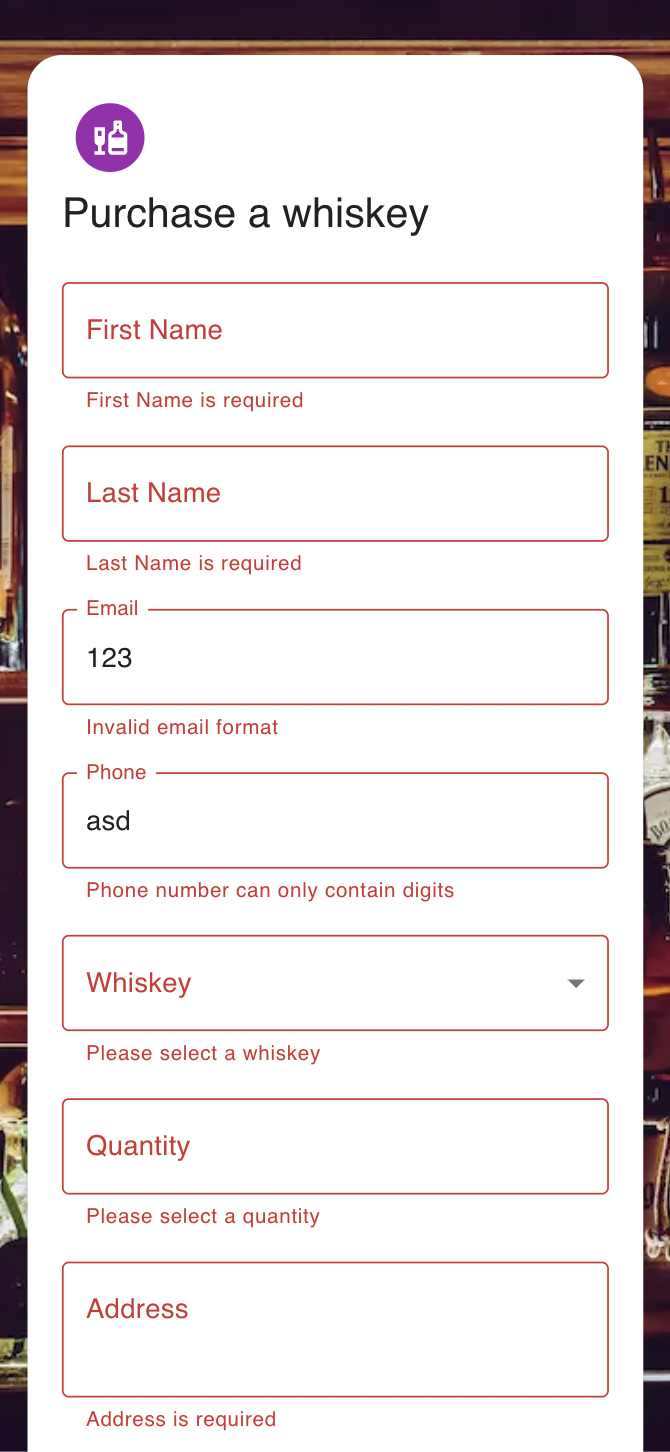 Purchase a whiskey
First Name
First Name is required
Last Name
Last Name is required
Email
123
Invalid email format
Phone
asd
Phone number can only contain digits
Whiskey
Please select a whiskey
Quantity
Please select a quantity
Address
Address is required